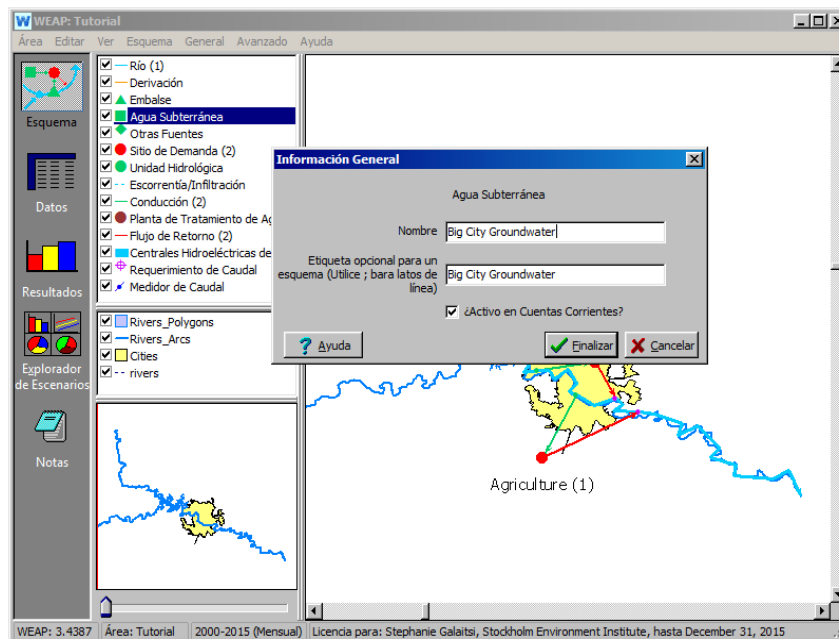 WEAP: Tutorial
Área Editar Ver Esquema General Avanzado Ayuda
Esquema
Datos
Resultados
Explorador
de Escenarios
Notas
Río (1)
Derivación
Embalse
Agua Subterránea
Otras Fuentes
Sitio de Demanda (2)
Unidad Hidrológica
Escorrentía/Infiltración
Conducción (2)
Planta de Tratamiento de Ag
Flujo de Retorno (2)
Centrales Hidroeléctricas de
Requerimiento de Caudal
Medidor de Caudal
Rivers_Polygons
Rivers_Arcs
Cities
rivers
Información General
Agua Subterránea
Nombre
Big City Groundwater
Etiqueta opcional para un
esquema (Utilice ; bara latos de
línea)
Big City Groundwater
¿Activo en Cuentas Corrientes?
Ayuda
Finalizar
Cancelar
Agriculture (1)
WEAP: 3.4387 Área: Tutorial 2000-2015 (Mensual) Licencia para: Stephanie Galaitsi, Stockholm Environment Institute, hasta December 31, 2015